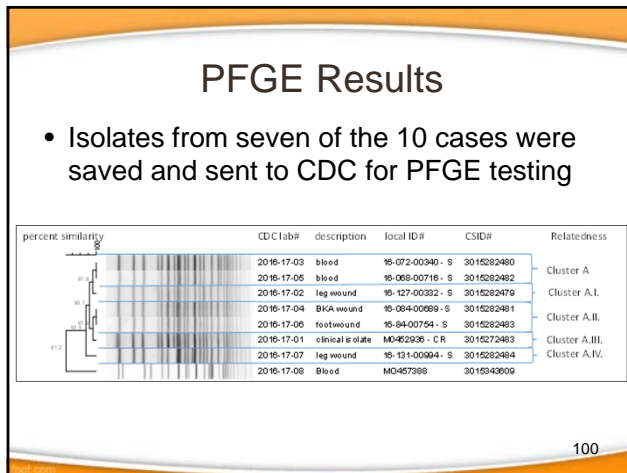 PFGE Results
• Isolates from seven of the 10 cases were
saved and sent to CDC for PFGE testing
percent similarity 100 CDC lab# description local ID# CSID# Relatedness
2016-17-03 blood 16-072-00340 - S 3015282480
2016-17-05 blood 16-068-00716 - S 3015282482
Cluster A
2016-17-02 leg wound 16-127-00332 - S 3015282479 Cluster A.I.
2016-17-04 BKA wound 16-084-00689 - S 3015282481
2016-17-06 footwound 16-84-00754 - S 3015282483
Cluster A.II.
2016-17-01 clinical isolate M0462936 - CR 3015272483 Cluster A.III.
2016-17-07 leg wound 16-131-00994 - S 3015282484 Cluster A.IV.
81.2
2016-17-08 Blood MO457388 3015343609
100